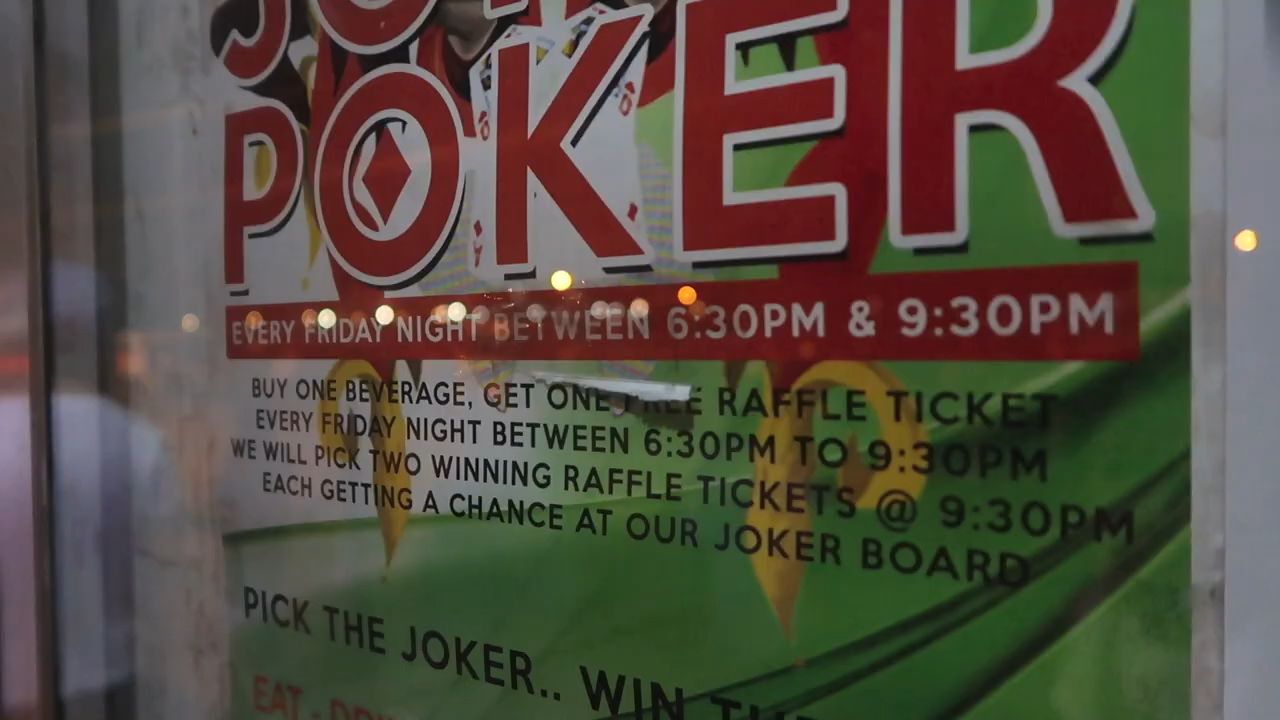 POKER
EVERY FRIDAY NIGHT BETWEEN 6:30PM & 9:30PM
BUY ONE BEVERAGE, GET ONE FREE RAFFLE TICKET
EVERY FRIDAY NIGHT BETWEEN 6:30PM TO 9:30PM
WE WILL PICK TWO WINNING RAFFLE TICKETS @ 9:30PM
EACH GETTING A CHANCE AT OUR JOKER BOARD
PICK THE JOKER.. WIN THE
EAT